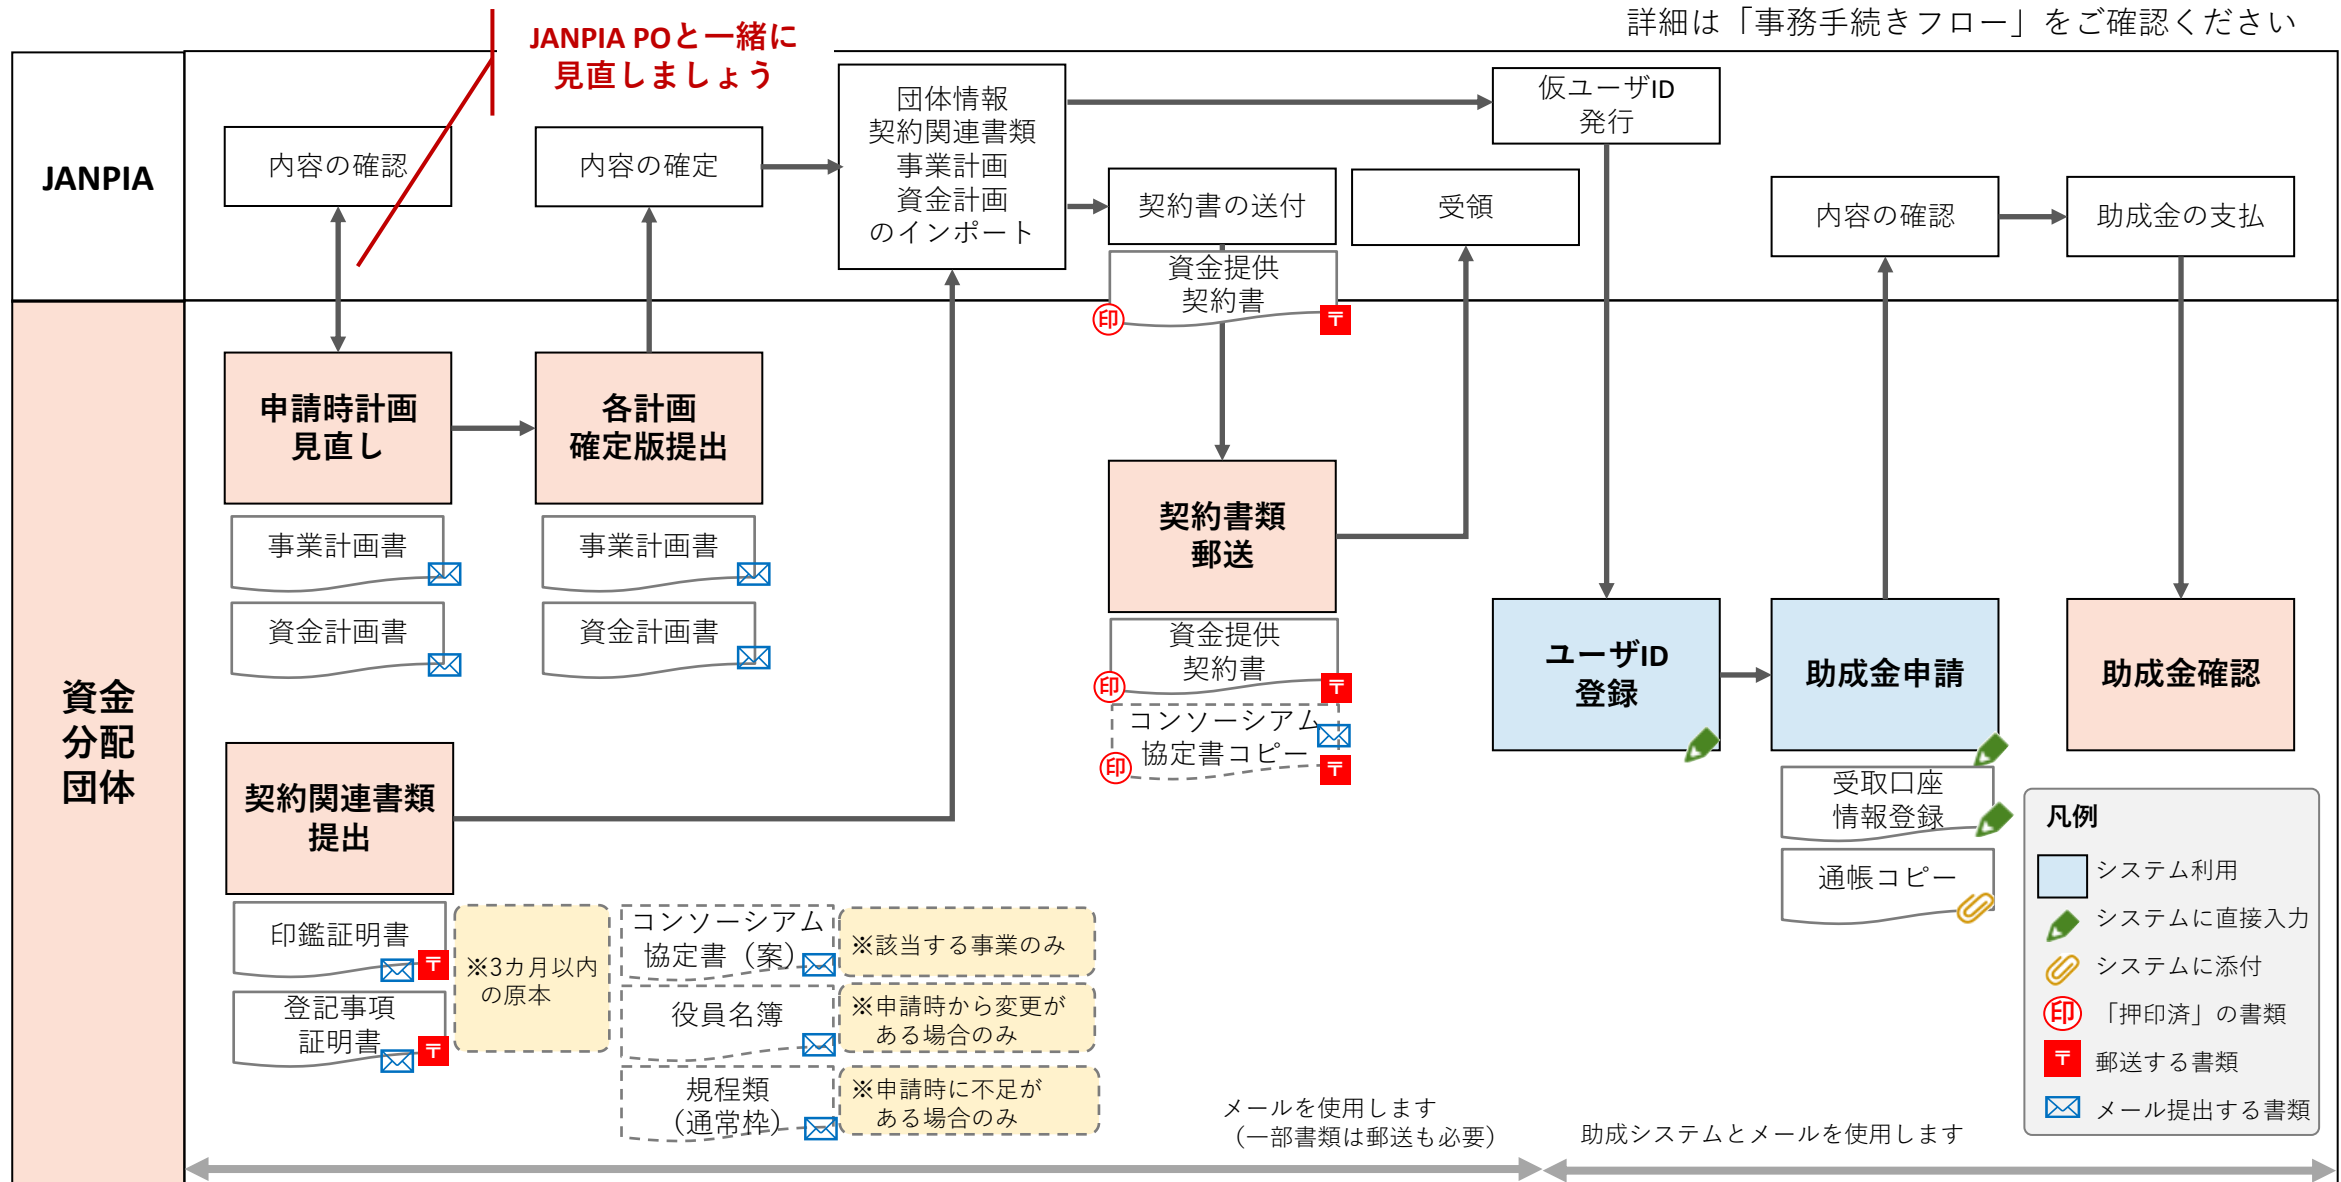 詳細は「事務手続きフロー」をご確認ください
JANPIA POと一緒に
見直しましょう
JANPIA
内容の確認
内容の確定
団体情報
契約関連書類
事業計画
資金計画
のインポート
仮ユーザID
発行
契約書の送付
受領
内容の確認
助成金の支払
資金提供
契約書
印
〒
資金
分配
団体
申請時計画
見直し
各計画
確定版提出
事業計画書
資金計画書
事業計画書
資金計画書
契約書類
郵送
資金提供
契約書
印
〒
コンソーシアム
協定書コピー
印
〒
ユーザID
登録
助成金申請
助成金確認
受取口座
情報登録
通帳コピー
契約関連書類
提出
印鑑証明書
〒
登記事項
証明書
〒
※3カ月以内
の原本
コンソーシアム
協定書（案）
※該当する事業のみ
役員名簿
※申請時から変更が
ある場合のみ
規程類
（通常枠）
※申請時に不足が
ある場合のみ
凡例
システム利用
システムに直接入力
システムに添付
印
「押印済」の書類
〒
郵送する書類
メール提出する書類
メールを使用します
（一部書類は郵送も必要）
助成システムとメールを使用します